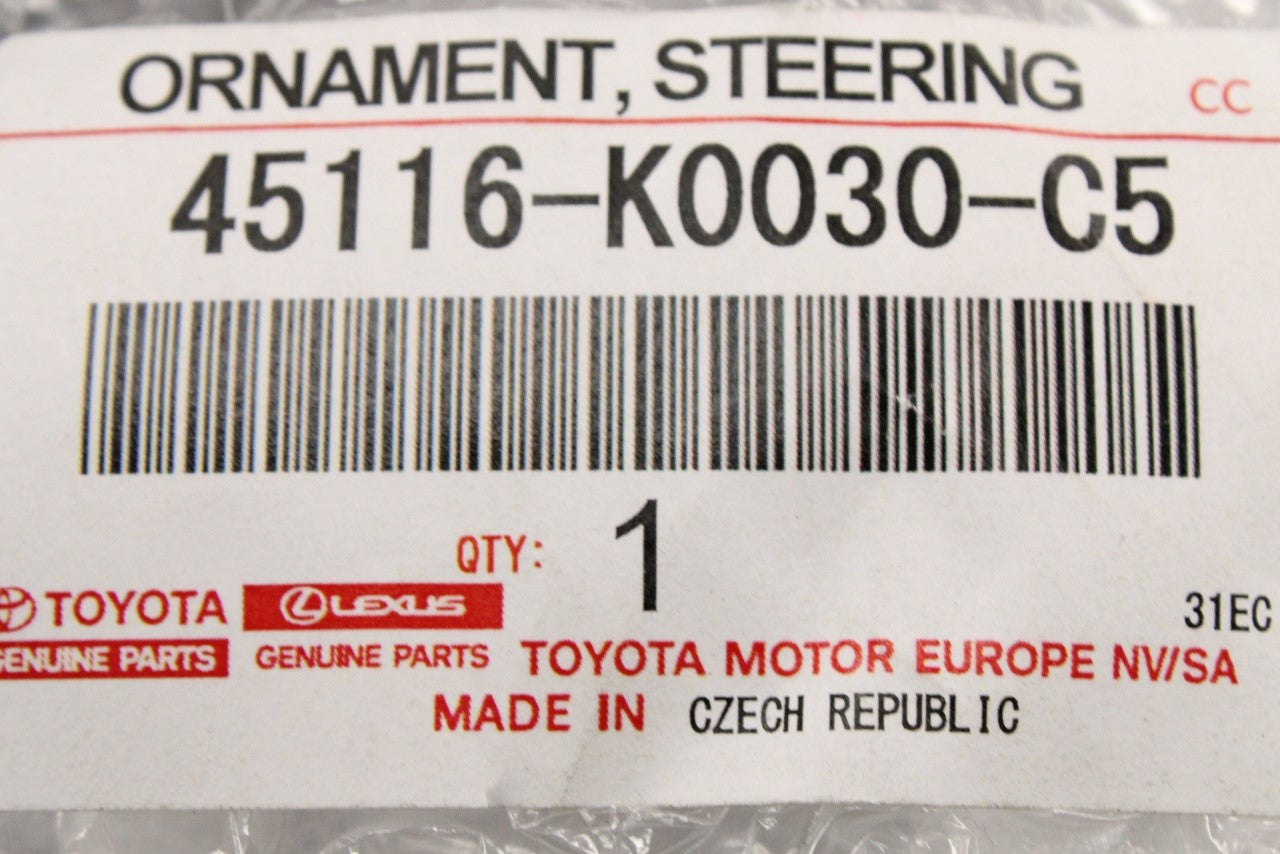 ORNAMENT, STEERING CC
45116-K0030-C5
QTY: 1
TOYOTA LEXUS 31EC
GENUINE PARTS GENUINE PARTS TOYOTA MOTOR EUROPE NV/SA
MADE IN CZECH REPUBLIC